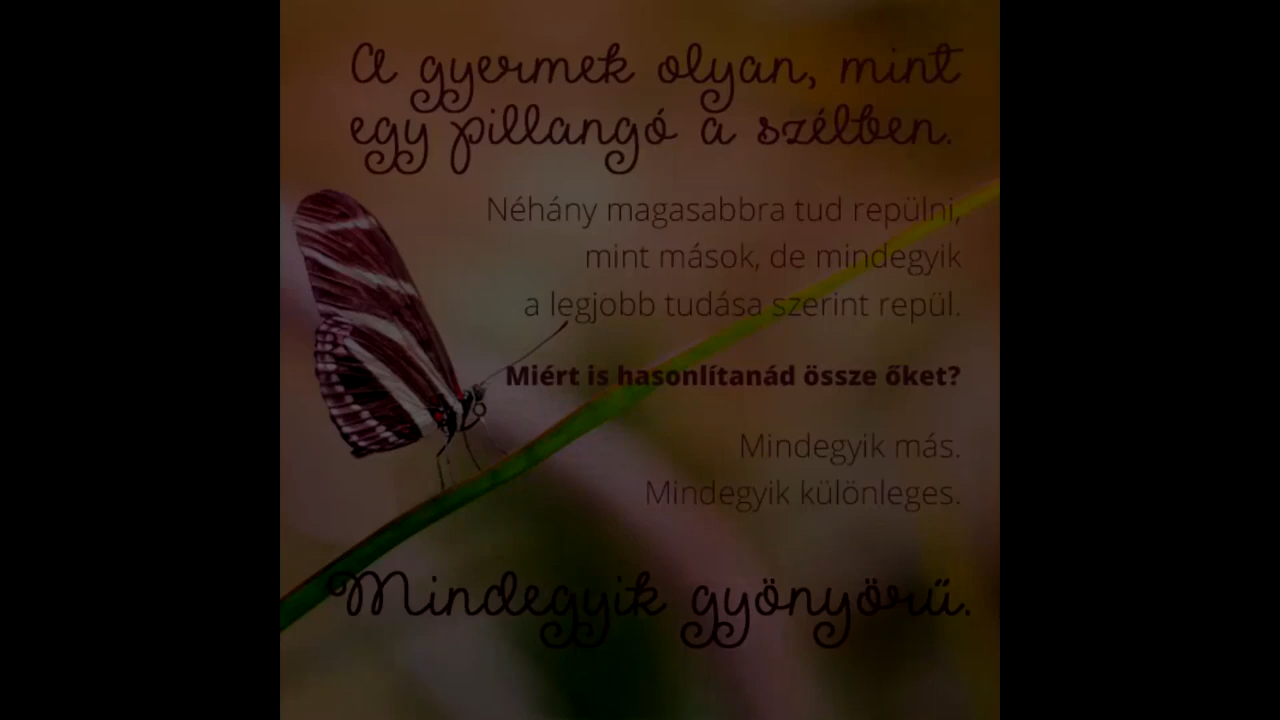 A gyermek olyan, mint
egy pillangó a szélben.
Néhány magasabbra tud repülni,
mint mások, de mindegyik
a legjobb tudása szerint repül.
Miért is hasonlítanád össze őket?
Mindegyik más.
Mindegyik különleges.
Mindegyik gyönyörű.